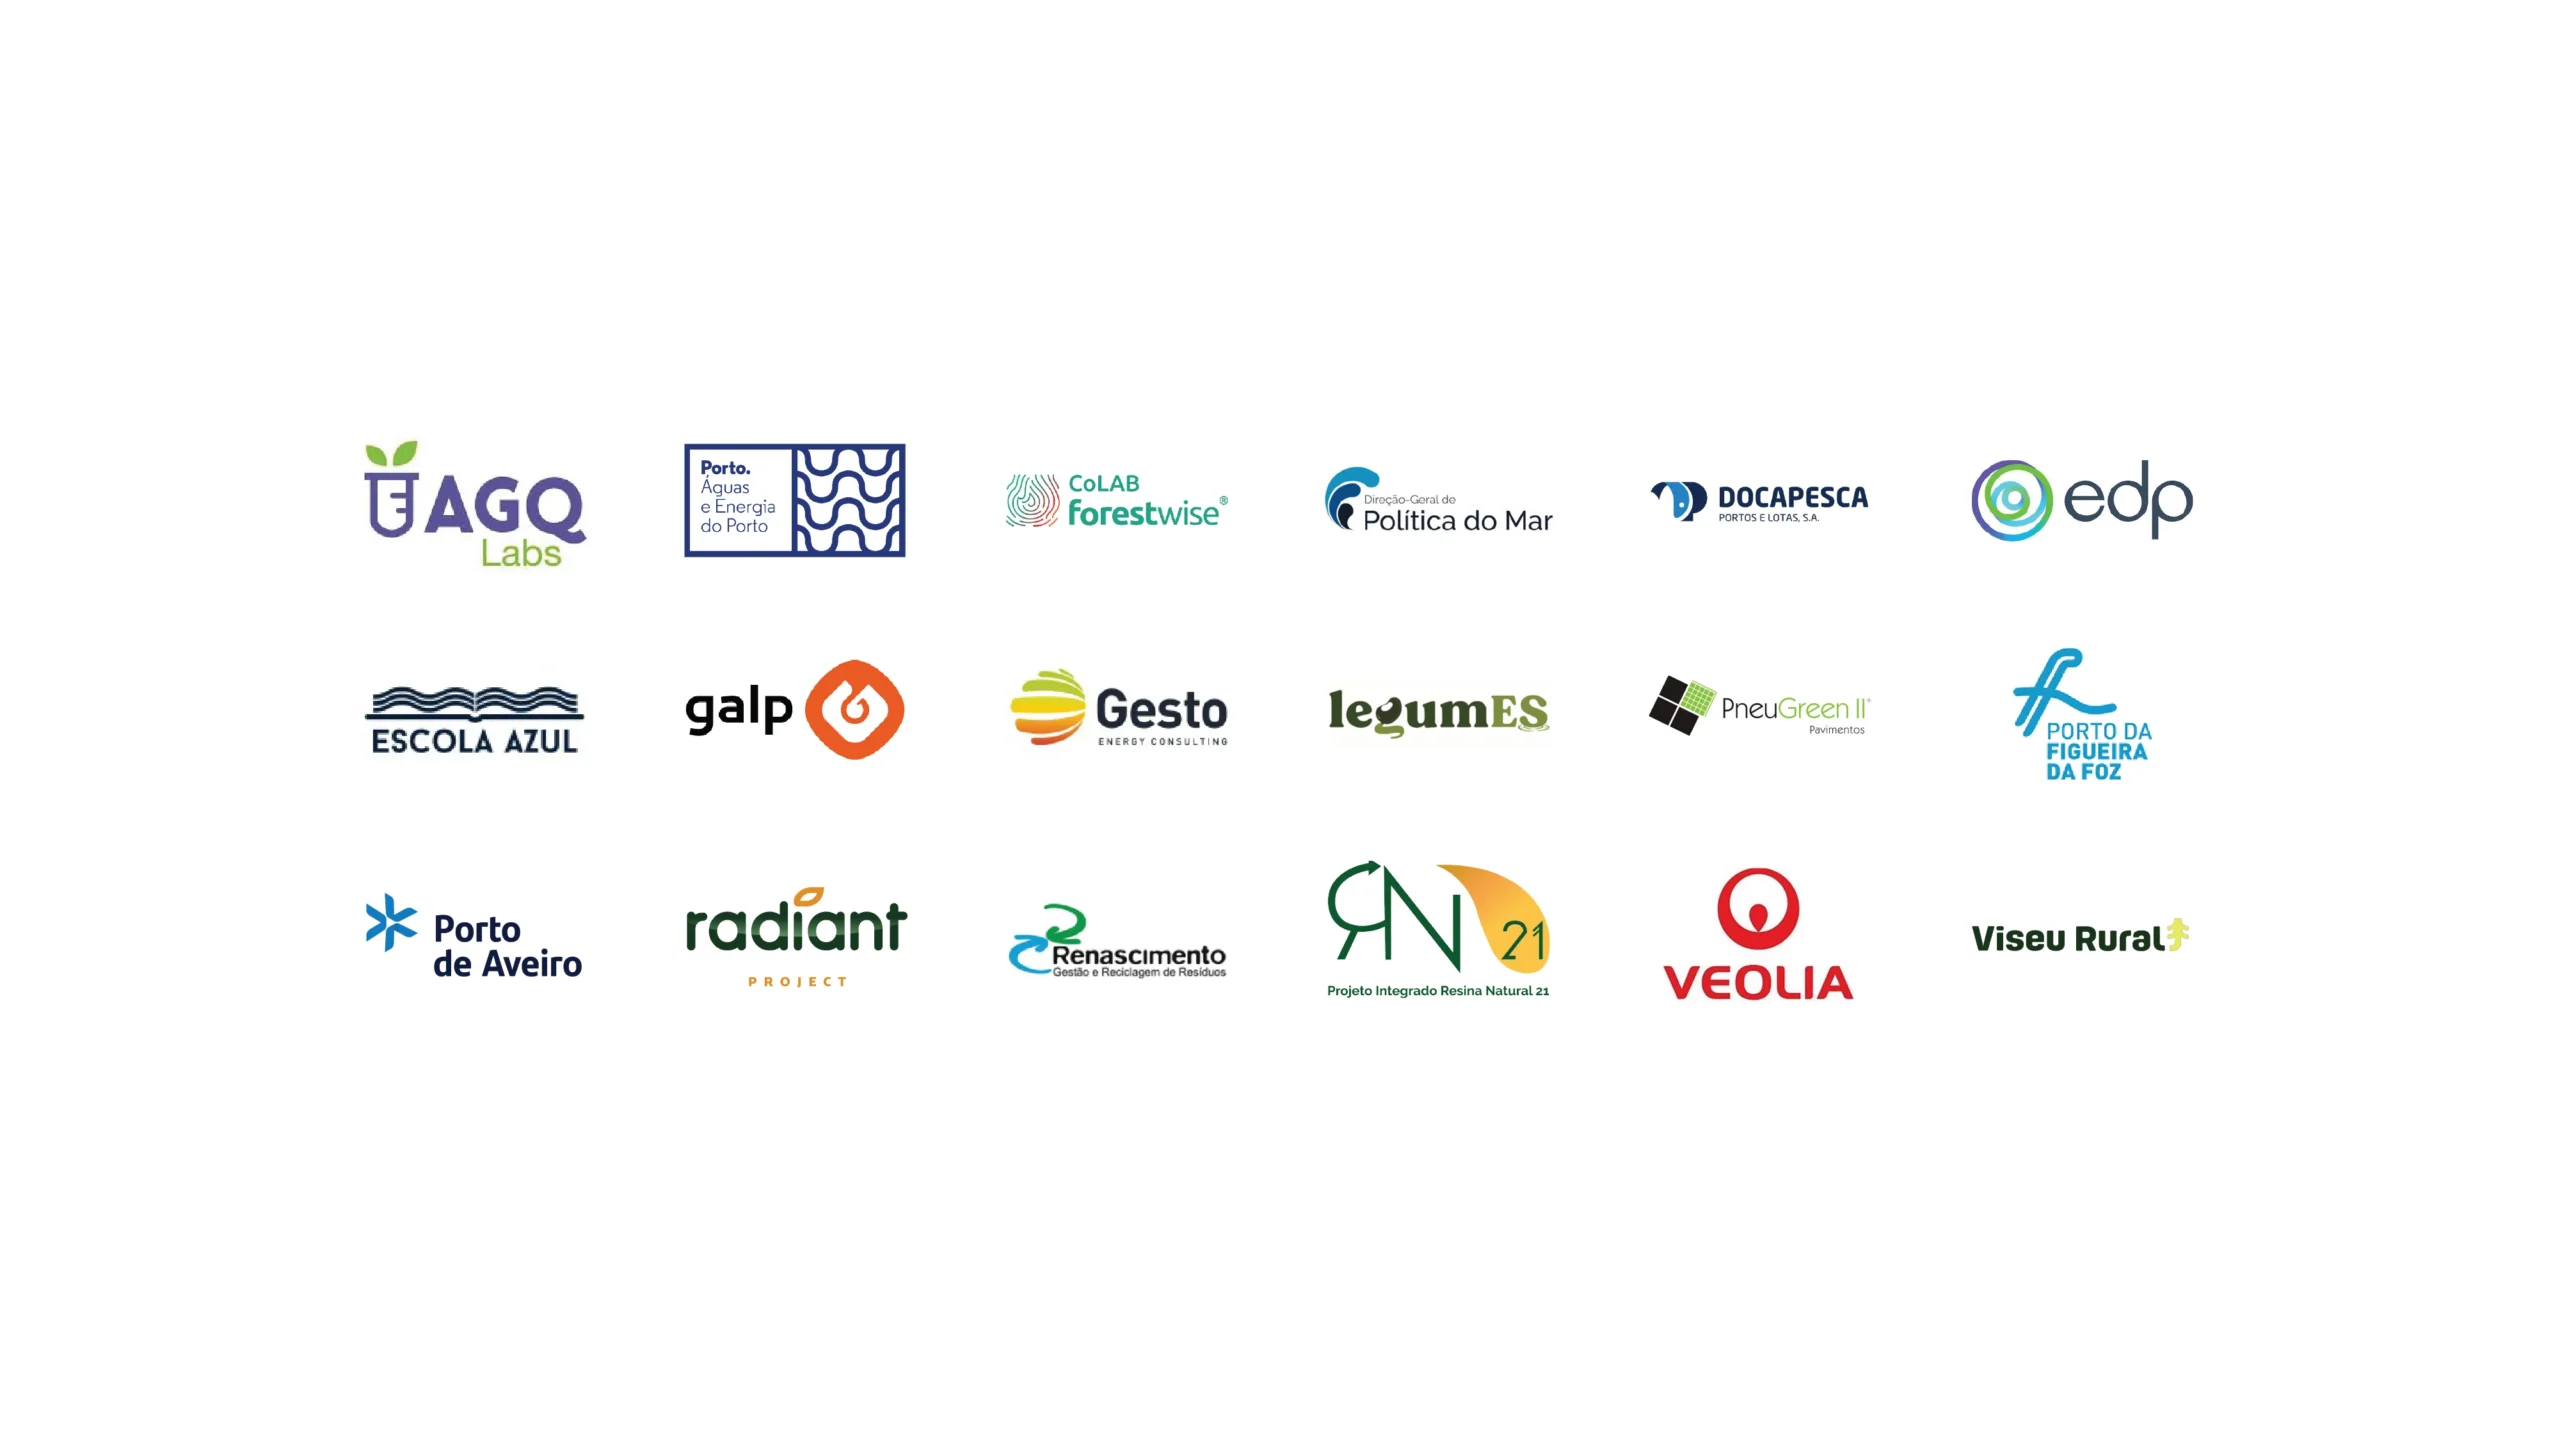 AGQ
Labs
Porto.
Águas
e Energia
do Porto
CoLAB
forestwise®
Direção-Geral de
Política do Mar
DOCAPESCA
PORTOS E LOTAS, S.A.
edp
ESCOLA AZUL
galp
Gesto
ENERGY CONSULTING
legumES
PneuGreen II®
Pavimentos
PORTO DA
FIGUEIRA
DA FOZ
Porto
de Aveiro
radiant
PROJECT
Renascimento
Gestão e Reciclagem de Resíduos
RN 21
Projeto Integrado Resina Natural 21
VEOLIA
Viseu Rural